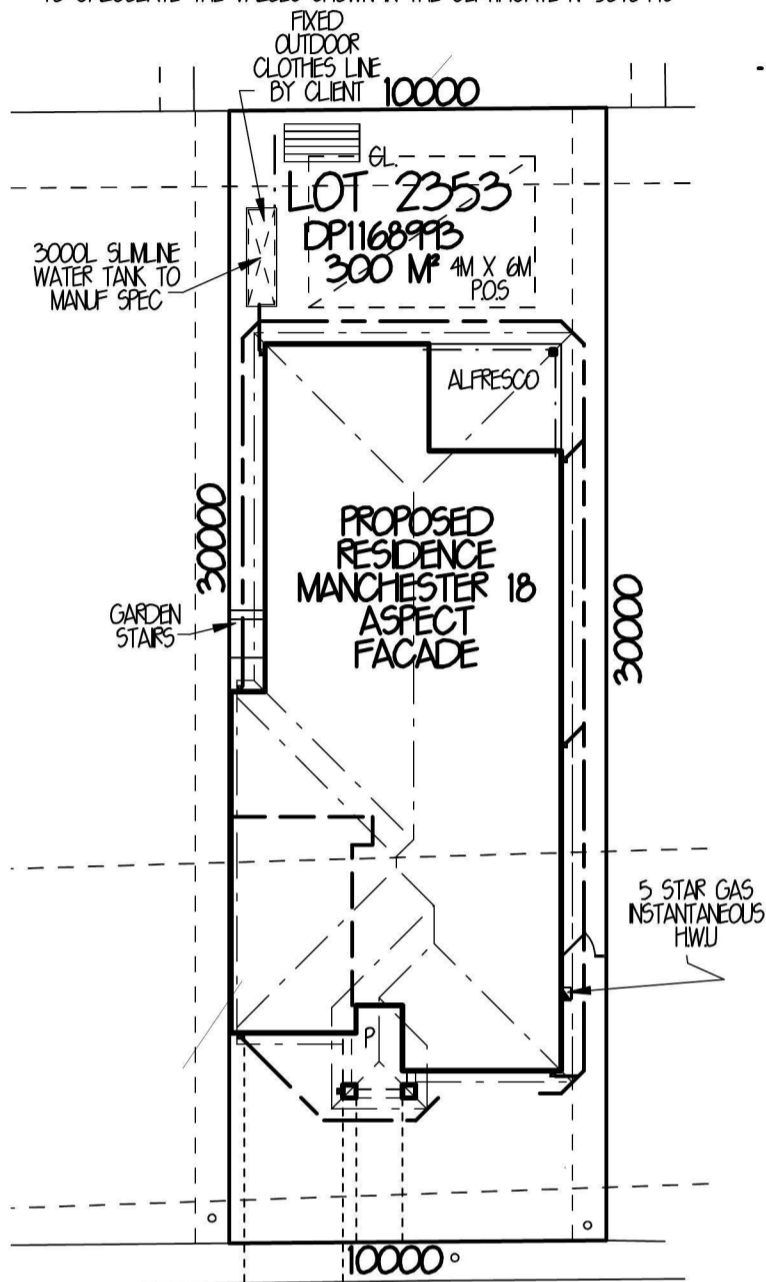 FIXED
OUTDOOR
CLOTHES LINE
BY CLIENT
10000
GL.
LOT 2353
DP1168993
300 M²
4M X 6M
P.O.S
3000L SLIMLINE
WATER TANK TO
MANUF SPEC
ALFRESCO
30000
PROPOSED
RESIDENCE
MANCHESTER 18
ASPECT
FACADE
GARDEN
STAIRS
30000
5 STAR GAS
INSTANTANEOUS
H.W.U
P
10000